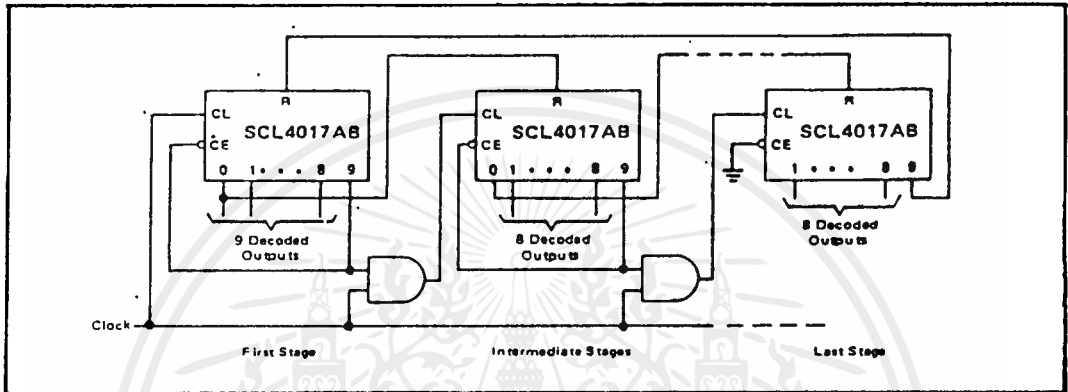 R R R
CL CL CL
SCL4017AB SCL4017AB SCL4017AB
CE CE CE
0 1 • • • 8 9 0 1 • • • 8 9 1 • • • 8 9
9 Decoded Outputs 8 Decoded Outputs 8 Decoded Outputs
Clock
First Stage Intermediate Stages Last Stage